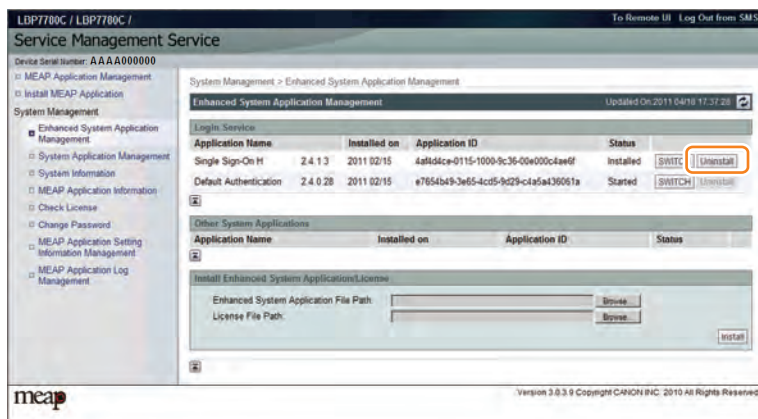 LBP7780C / LBP7780C /
To Remote UI Log Out from SMS
Service Management Service
Device Serial Number: AAAA000000
MEAP Application Management
Install MEAP Application
System Management
Enhanced System Application
Management
System Application Management
System Information
MEAP Application Information
Check License
Change Password
MEAP Application Setting
Information Management
MEAP Application Log
Management
System Management > Enhanced System Application Management
Enhanced System Application Management Updated On:2011 04/18 17:37:28
Login Service
Application Name Installed on Application ID Status
Single Sign-On H 2.4.1.3 2011 02/15 4af4d4ce-0115-1000-9c36-00e000c4ae6f Installed SWITCH Uninstall
Default Authentication 2.4.0.28 2011 02/15 e7654b49-3e65-4cd5-9d29-c4a5a436061a Started SWITCH Uninstall
Other System Applications
Application Name Installed on Application ID Status
Install Enhanced System Application/License
Enhanced System Application File Path: Browse...
License File Path: Browse...
Install
meap
Version 3.0.3.9 Copyright CANON INC. 2010 All Rights Reserved